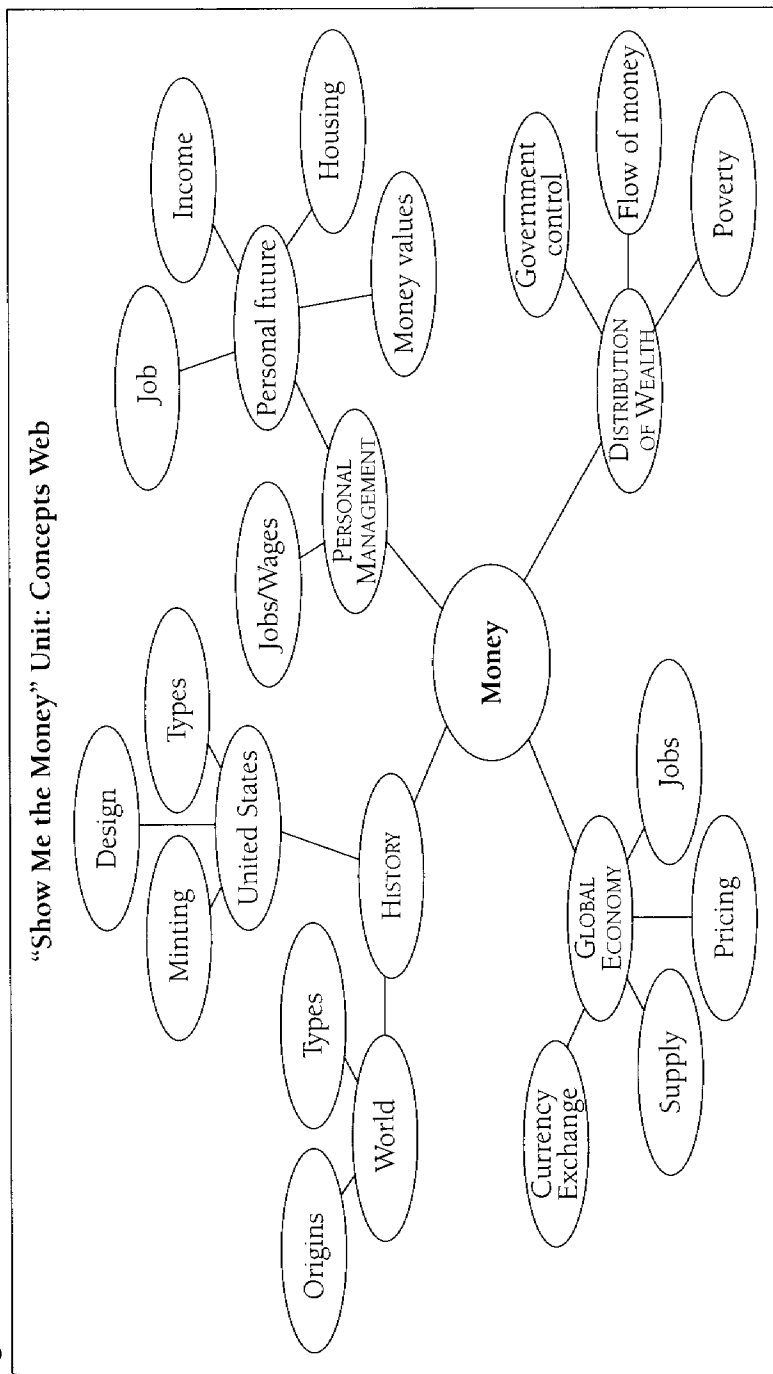 “Show Me the Money” Unit: Concepts Web
Money
HISTORY
World
Origins
Types
United States
Minting
Design
Types
PERSONAL
MANAGEMENT
Jobs/Wages
Personal future
Job
Income
Housing
Money values
GLOBAL
ECONOMY
Currency
Exchange
Supply
Pricing
Jobs
DISTRIBUTION
OF WEALTH
Government
control
Flow of money
Poverty